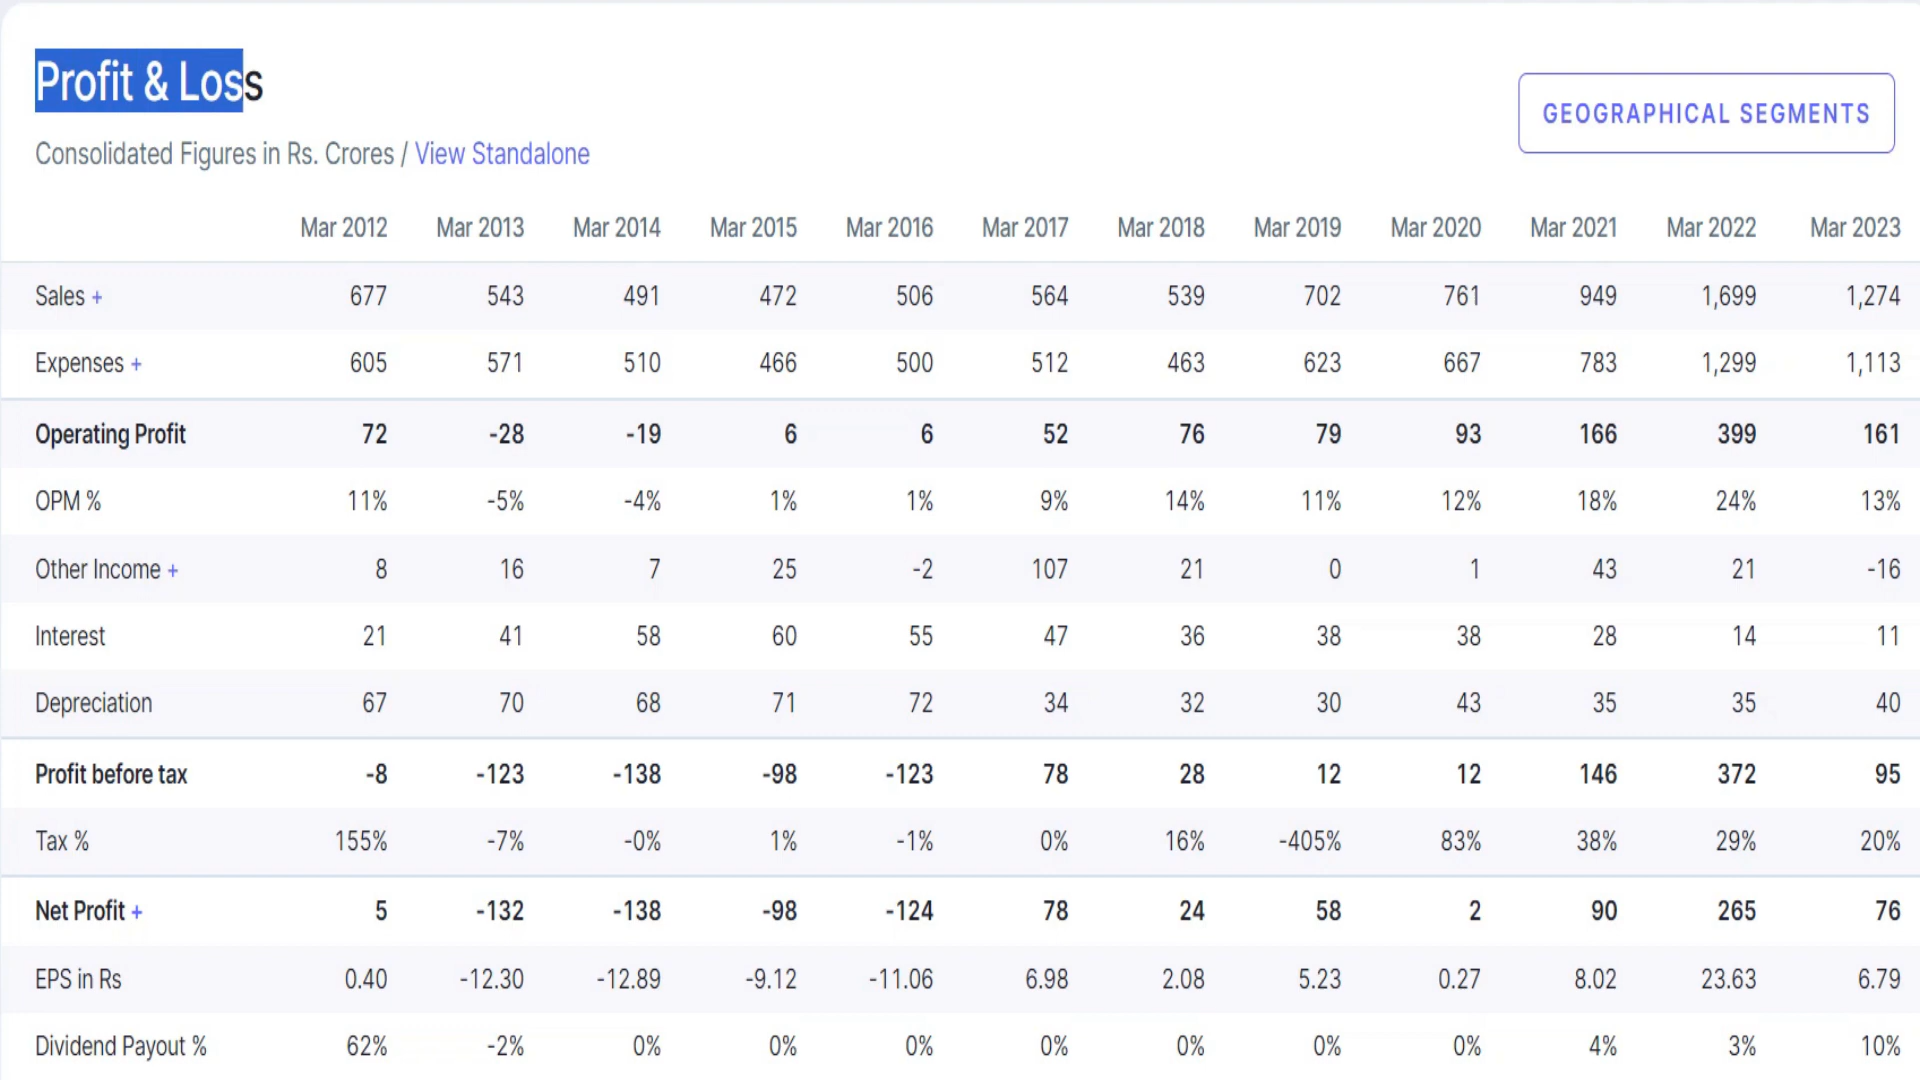 Profit & Loss
GEOGRAPHICAL SEGMENTS
Consolidated Figures in Rs. Crores / View Standalone
Mar 2012 Mar 2013 Mar 2014 Mar 2015 Mar 2016 Mar 2017 Mar 2018 Mar 2019 Mar 2020 Mar 2021 Mar 2022 Mar 2023
Sales + 677 543 491 472 506 564 539 702 761 949 1,699 1,274
Expenses + 605 571 510 466 500 512 463 623 667 783 1,299 1,113
Operating Profit 72 -28 -19 6 6 52 76 79 93 166 399 161
OPM % 11% -5% -4% 1% 1% 9% 14% 11% 12% 18% 24% 13%
Other Income + 8 16 7 25 -2 107 21 0 1 43 21 -16
Interest 21 41 58 60 55 47 36 38 38 28 14 11
Depreciation 67 70 68 71 72 34 32 30 43 35 35 40
Profit before tax -8 -123 -138 -98 -123 78 28 12 12 146 372 95
Tax % 155% -7% -0% 1% -1% 0% 16% -405% 83% 38% 29% 20%
Net Profit + 5 -132 -138 -98 -124 78 24 58 2 90 265 76
EPS in Rs 0.40 -12.30 -12.89 -9.12 -11.06 6.98 2.08 5.23 0.27 8.02 23.63 6.79
Dividend Payout % 62% -2% 0% 0% 0% 0% 0% 0% 0% 4% 3% 10%